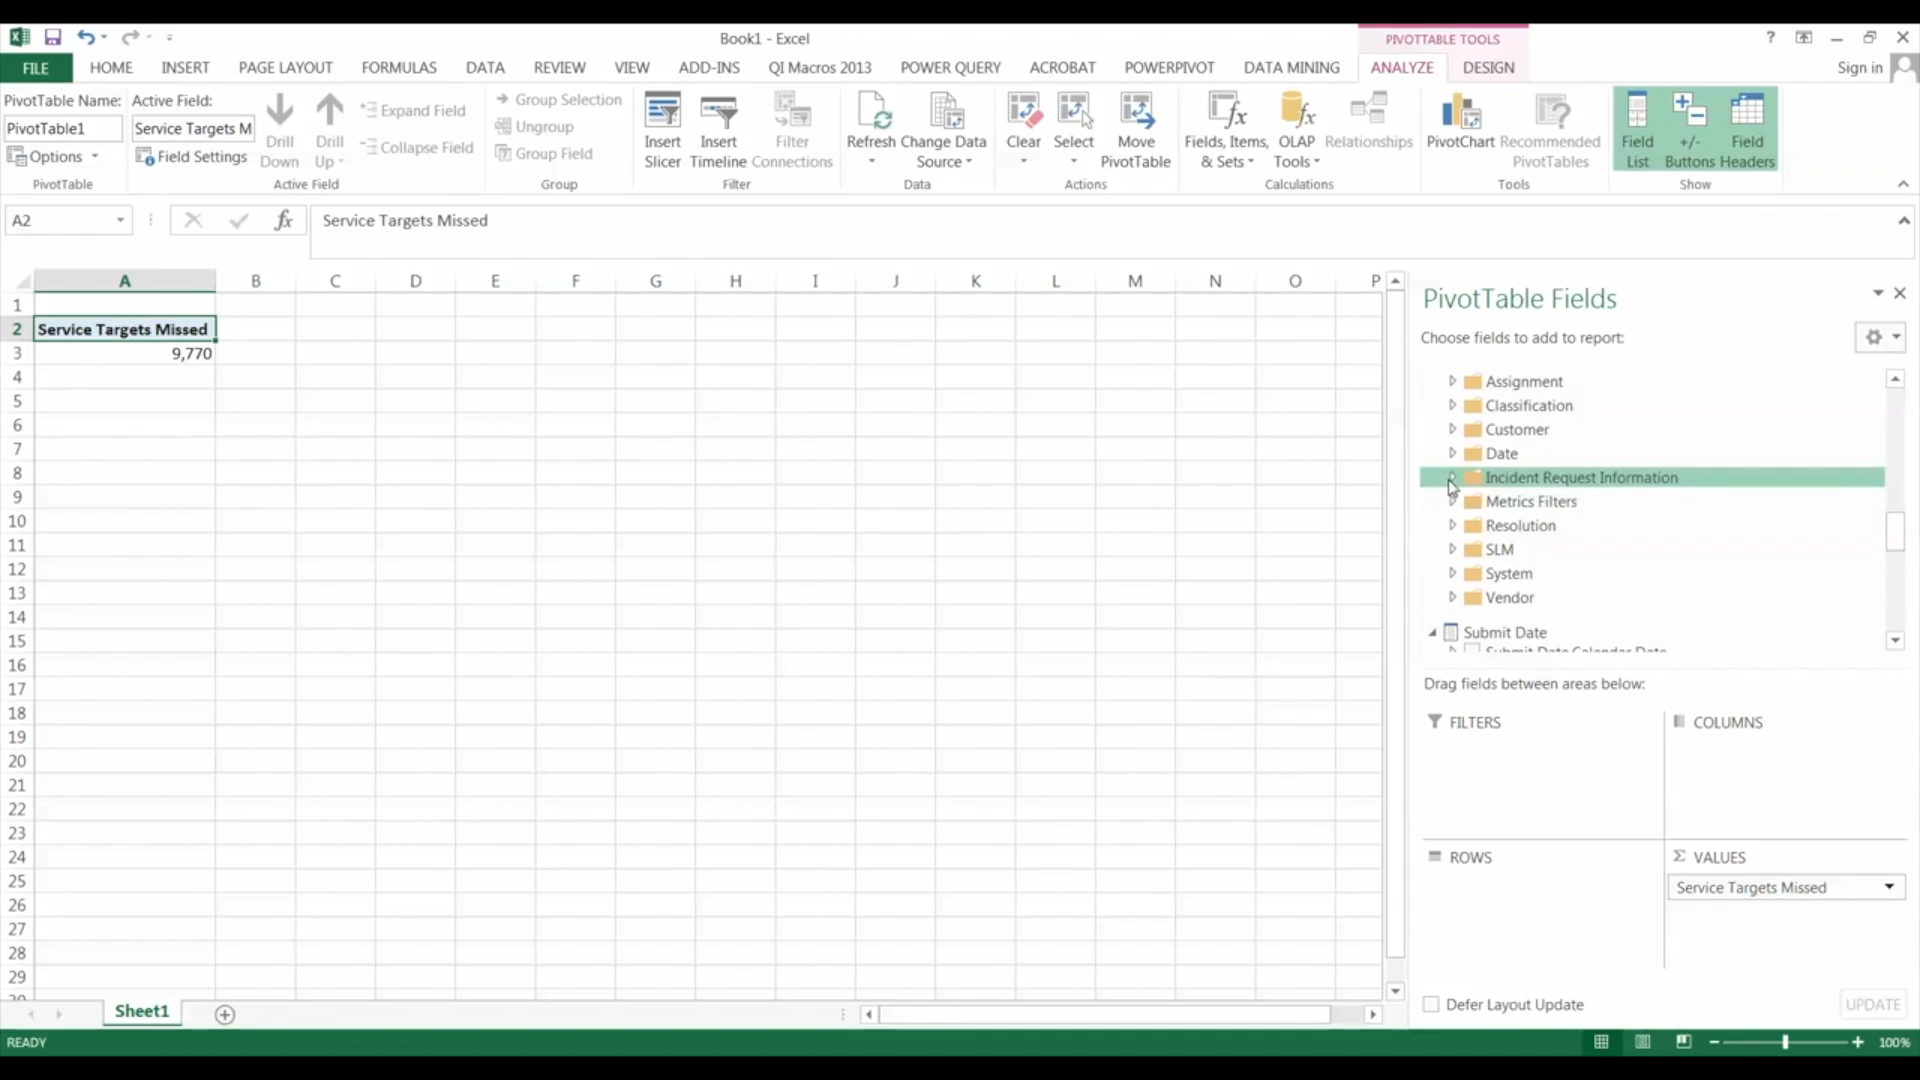 Book1 - Excel
PIVOTTABLE TOOLS
?
FILE HOME INSERT PAGE LAYOUT FORMULAS DATA REVIEW VIEW ADD-INS QI Macros 2013 POWER QUERY ACROBAT POWERPIVOT DATA MINING ANALYZE DESIGN Sign in
PivotTable Name: Active Field:
PivotTable1 Service Targets M
Options Field Settings
Drill Down
Drill Up
Expand Field
Collapse Field
Group Selection
Ungroup
Group Field
Insert Slicer
Insert Timeline
Filter Connections
Refresh
Change Data Source
Clear
Select
Move PivotTable
Fields, Items, & Sets
OLAP Tools
Relationships
PivotChart
Recommended PivotTables
Field List
+/- Buttons
Field Headers
PivotTable Active Field Group Filter Data Actions Calculations Tools Show
A2 fx Service Targets Missed
A B C D E F G H I J K L M N O P
1
2 Service Targets Missed
3 9,770
4
5
6
7
8
9
10
11
12
13
14
15
16
17
18
19
20
21
22
23
24
25
26
27
28
29
30
PivotTable Fields
Choose fields to add to report:
Assignment
Classification
Customer
Date
Incident Request Information
Metrics Filters
Resolution
SLM
System
Vendor
Submit Date
Submit Date Calendar Date
Drag fields between areas below:
FILTERS COLUMNS
ROWS Σ VALUES
Service Targets Missed
Defer Layout Update UPDATE
Sheet1
READY 100%